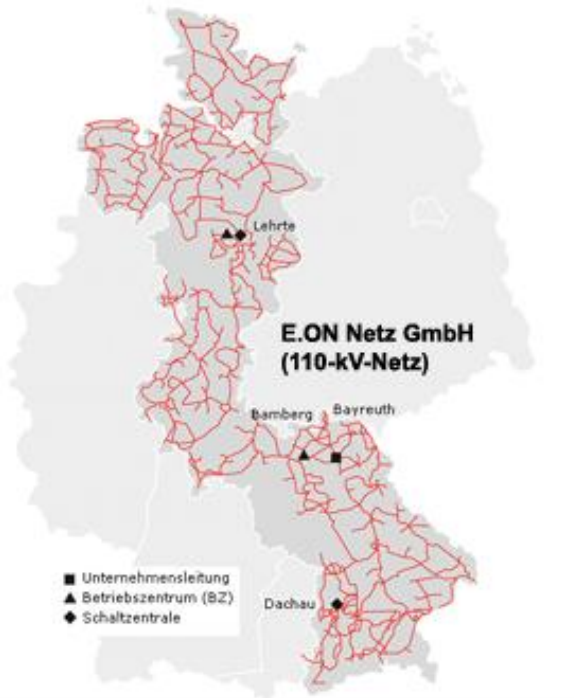 Lehrte
E.ON Netz GmbH
(110-kV-Netz)
Bamberg
Bayreuth
Unternehmensleitung
Betriebszentrum (BZ)
Schaltzentrale
Dachau